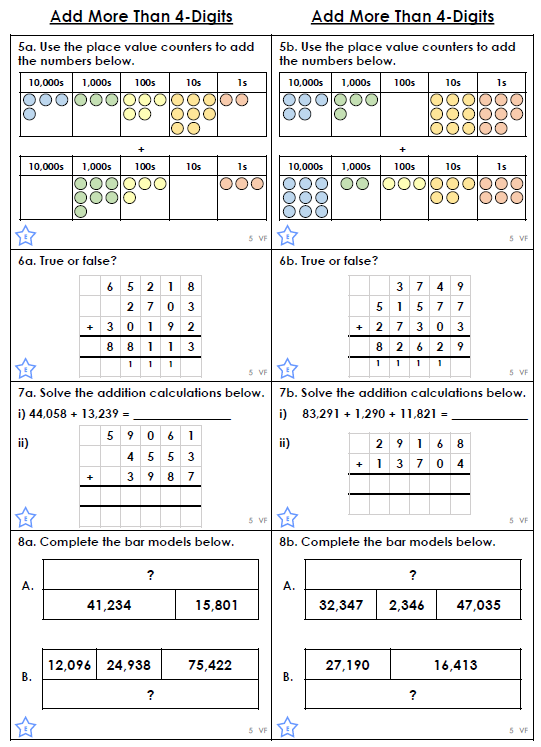 Add More Than 4-Digits
Add More Than 4-Digits
5a. Use the place value counters to add
the numbers below.
10,000s 1,000s 100s 10s 1s
+
10,000s 1,000s 100s 10s 1s
E
5 VF
5b. Use the place value counters to add
the numbers below.
10,000s 1,000s 100s 10s 1s
+
10,000s 1,000s 100s 10s 1s
E
5 VF
6a. True or false?
6 5 2 1 8
2 7 0 3
+ 3 0 1 9 2
8 8 1 1 3
1 1 1
E
5 VF
6b. True or false?
3 7 4 9
5 1 5 7 7
+ 2 7 3 0 3
8 2 6 2 9
1 1 1 1
E
5 VF
7a. Solve the addition calculations below.
i) 44,058 + 13,239 = _______________
ii)
5 9 0 6 1
4 5 5 3
+ 3 9 8 7
E
5 VF
7b. Solve the addition calculations below.
i) 83,291 + 1,290 + 11,821 = ____________
ii)
2 9 1 6 8
+ 1 3 7 0 4
E
5 VF
8a. Complete the bar models below.
A.
?
41,234 15,801
B.
12,096 24,938 75,422
?
E
5 VF
8b. Complete the bar models below.
A.
?
32,347 2,346 47,035
B.
27,190 16,413
?
E
5 VF